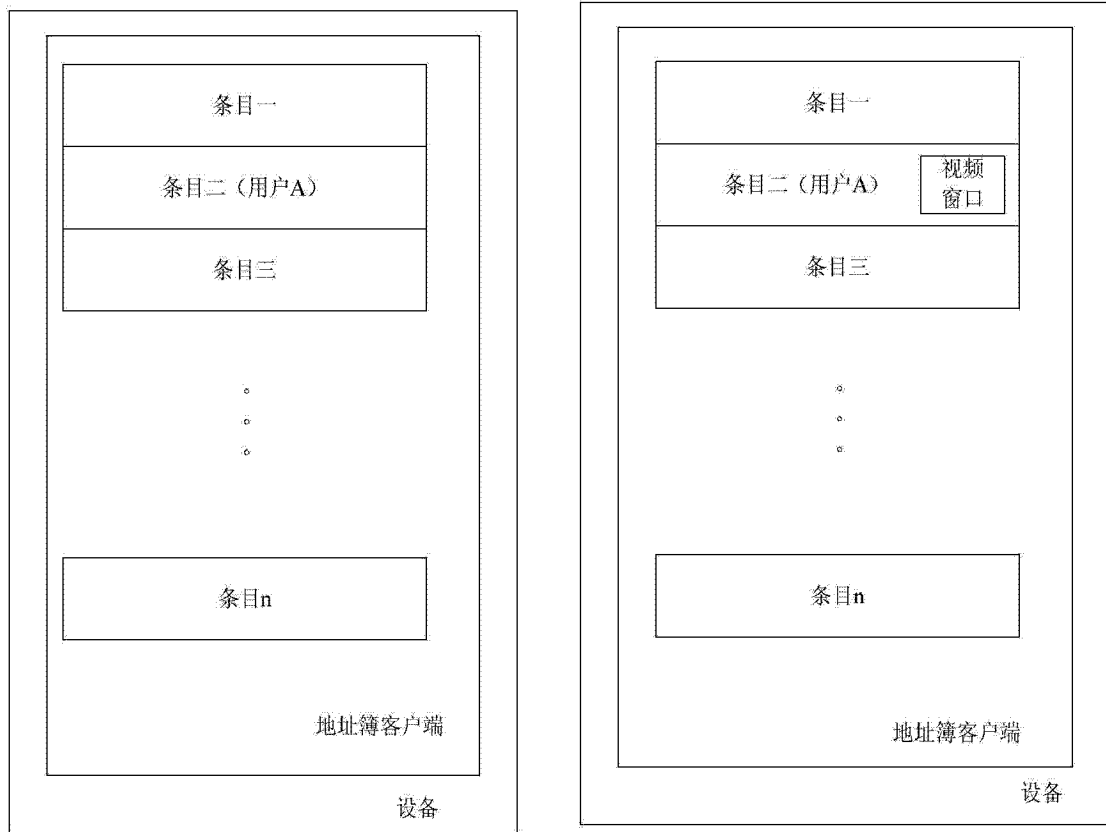 条目一
条目二（用户A）
条目三
条目n
地址簿客户端
设备
条目一
条目二（用户A）
视频
窗口
条目三
条目n
地址簿客户端
设备